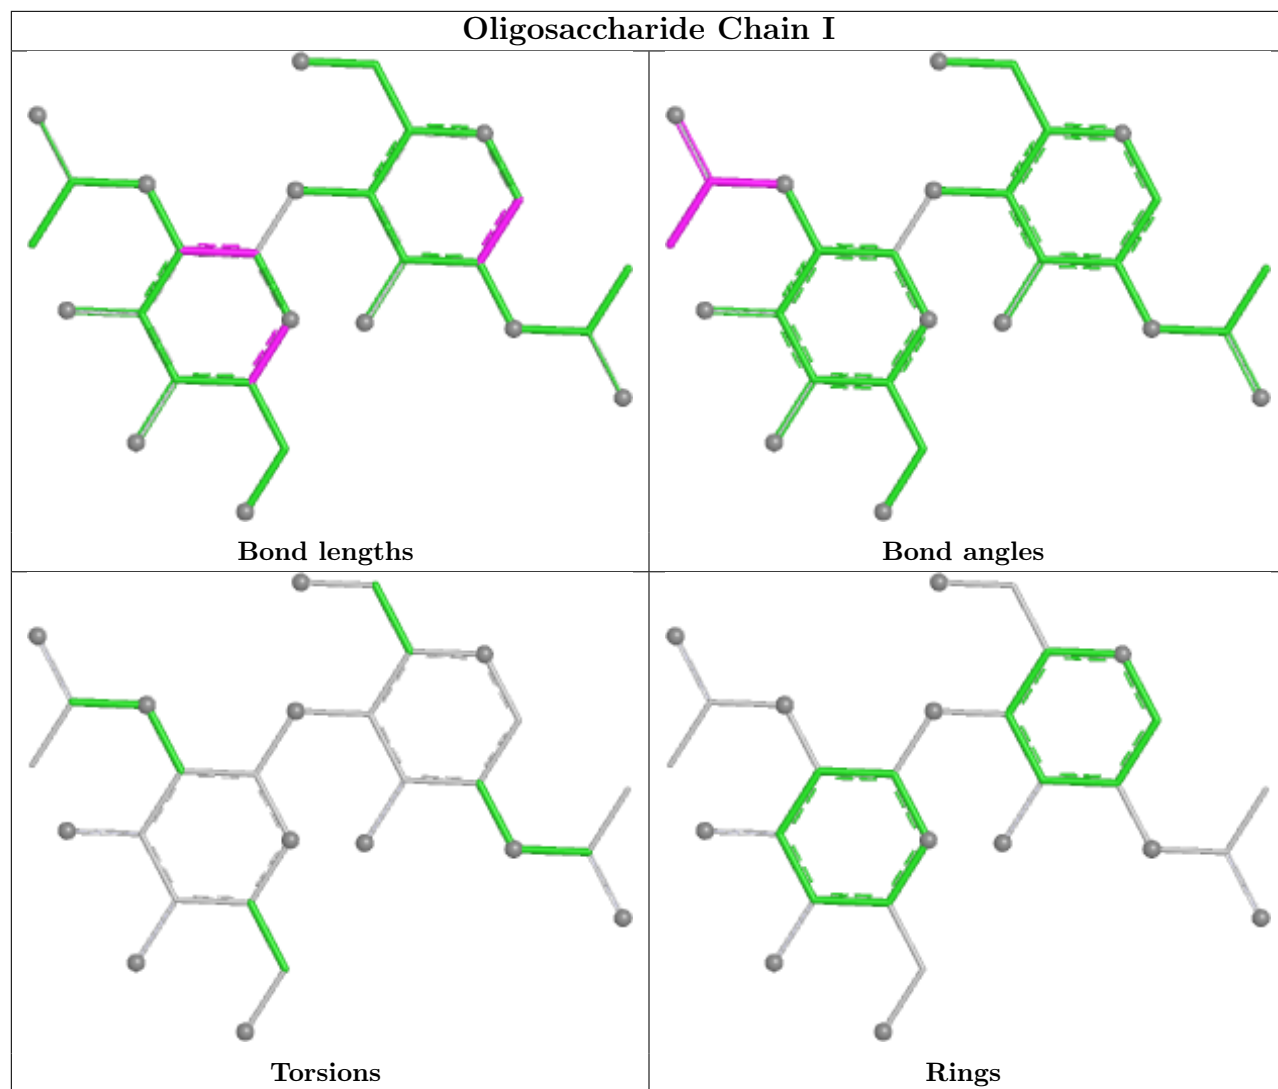 Oligosaccharide Chain I
Bond lengths
Bond angles
Torsions
Rings